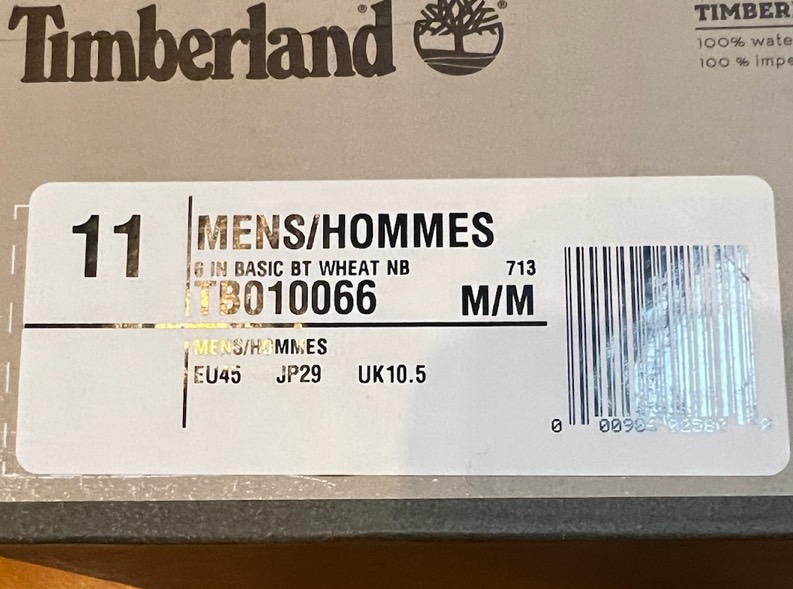 Timberland®
®
TIMBER
100% wate
100 % impe
11
MENS/HOMMES
6 IN BASIC BT WHEAT NB 713
TB010066 M/M
MENS/HOMMES
EU45 JP29 UK10.5
0